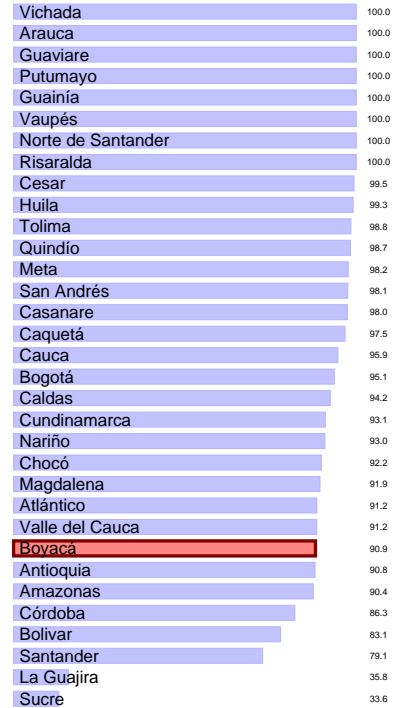 Vichada 100.0
Arauca 100.0
Guaviare 100.0
Putumayo 100.0
Guainía 100.0
Vaupés 100.0
Norte de Santander 100.0
Risaralda 100.0
Cesar 99.5
Huila 99.3
Tolima 98.8
Quindío 98.7
Meta 98.2
San Andrés 98.1
Casanare 98.0
Caquetá 97.5
Cauca 95.9
Bogotá 95.1
Caldas 94.2
Cundinamarca 93.1
Nariño 93.0
Chocó 92.2
Magdalena 91.9
Atlántico 91.2
Valle del Cauca 91.2
Boyacá 90.9
Antioquia 90.8
Amazonas 90.4
Córdoba 86.3
Bolivar 83.1
Santander 79.1
La Guajira 35.8
Sucre 33.6